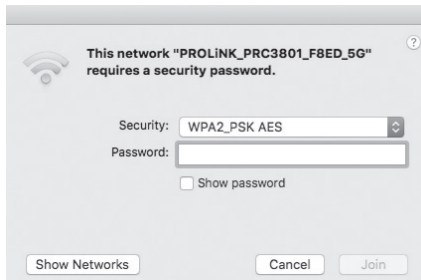 ?
This network "PROLiNK_PRC3801_F8ED_5G"
requires a security password.
Security: WPA2_PSK AES
Password:
Show password
Show Networks Cancel Join